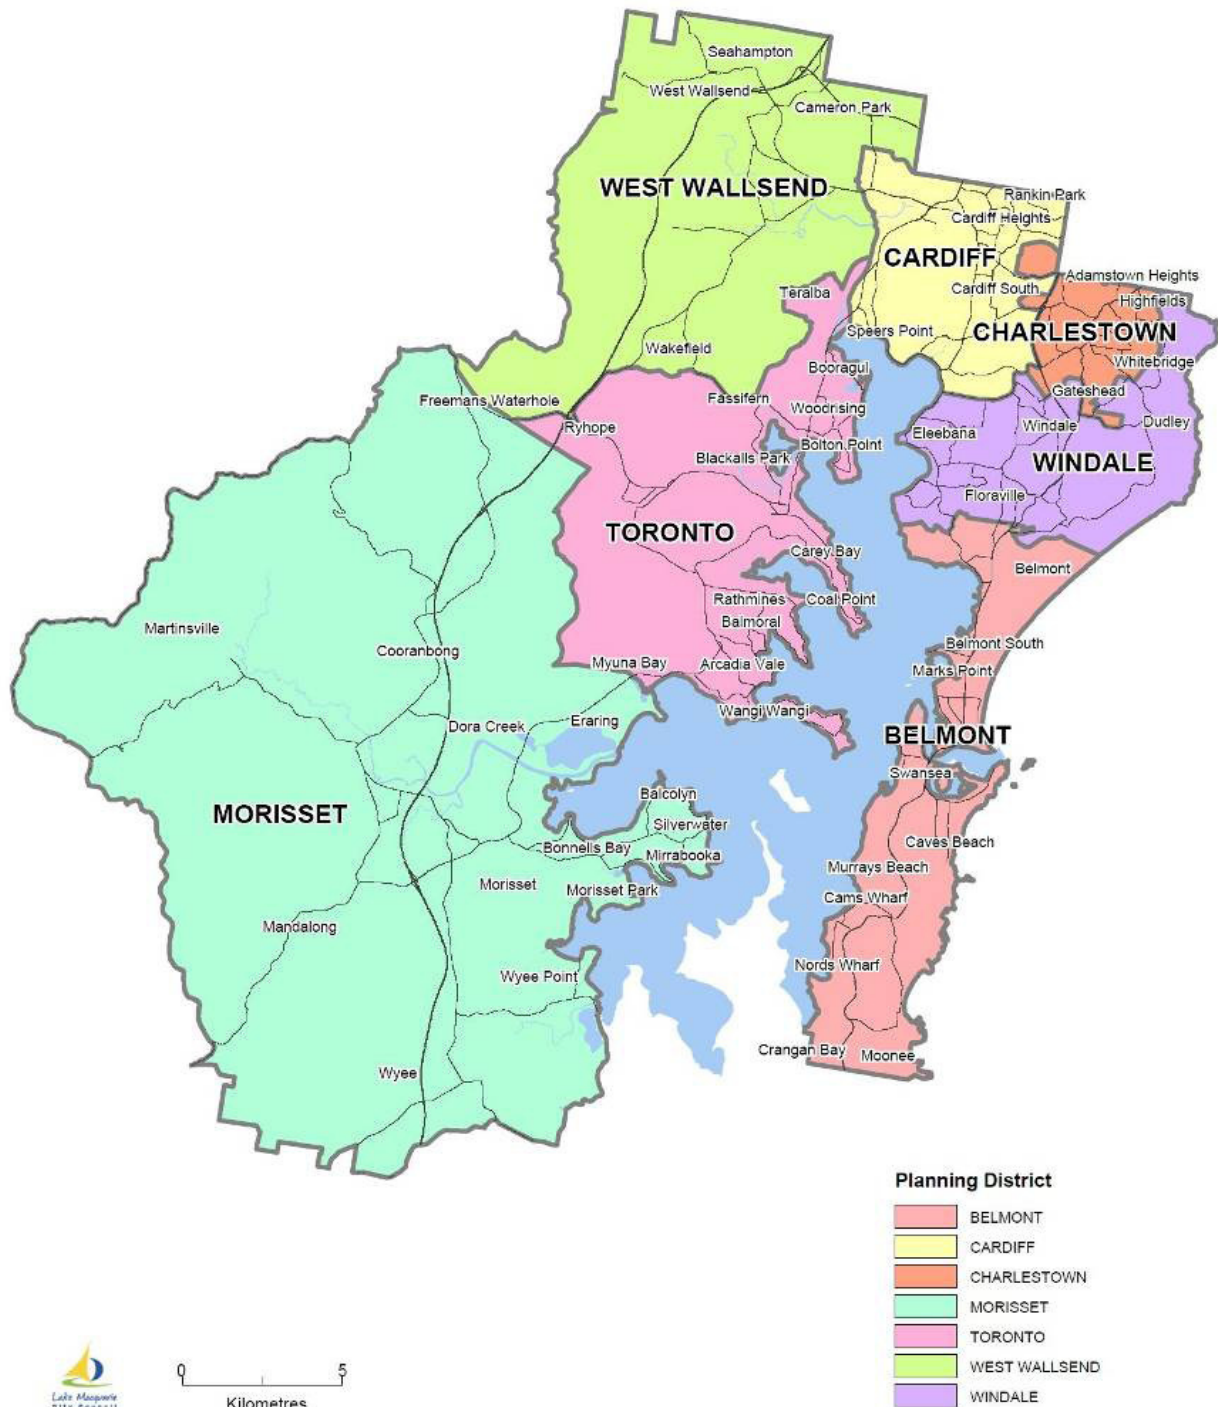 Seahampton
West Wallsend
Cameron Park
WEST WALLSEND
Rankin Park
Cardiff Heights
CARDIFF
Adamstown Heights
Cardiff South
Teralba
Highfields
Speers Point
CHARLESTOWN
Wakefield
Whitebridge
Booragul
Gateshead
Freemans Waterhole
Fassifern
Woodrising
Ryhope
Windale
Dudley
Eleebana
Bolton Point
Blackalls Park
WINDALE
Floraville
TORONTO
Carey Bay
Belmont
Rathmines
Coal Point
Balmoral
Martinsville
Belmont South
Cooranbong
Myuna Bay
Arcadia Vale
Marks Point
Wangi Wangi
Eraring
Dora Creek
BELMONT
Swansea
Balcolyn
MORISSET
Silverwater
Caves Beach
Bonnells Bay
Mirrabooka
Murrays Beach
Morisset
Morisset Park
Cams Wharf
Mandalong
Nords Wharf
Wyee Point
Crangan Bay
Moonee
Wyee
Planning District
BELMONT
CARDIFF
CHARLESTOWN
MORISSET
TORONTO
WEST WALLSEND
WINDALE
0 5
Kilometres
Lake Macquarie